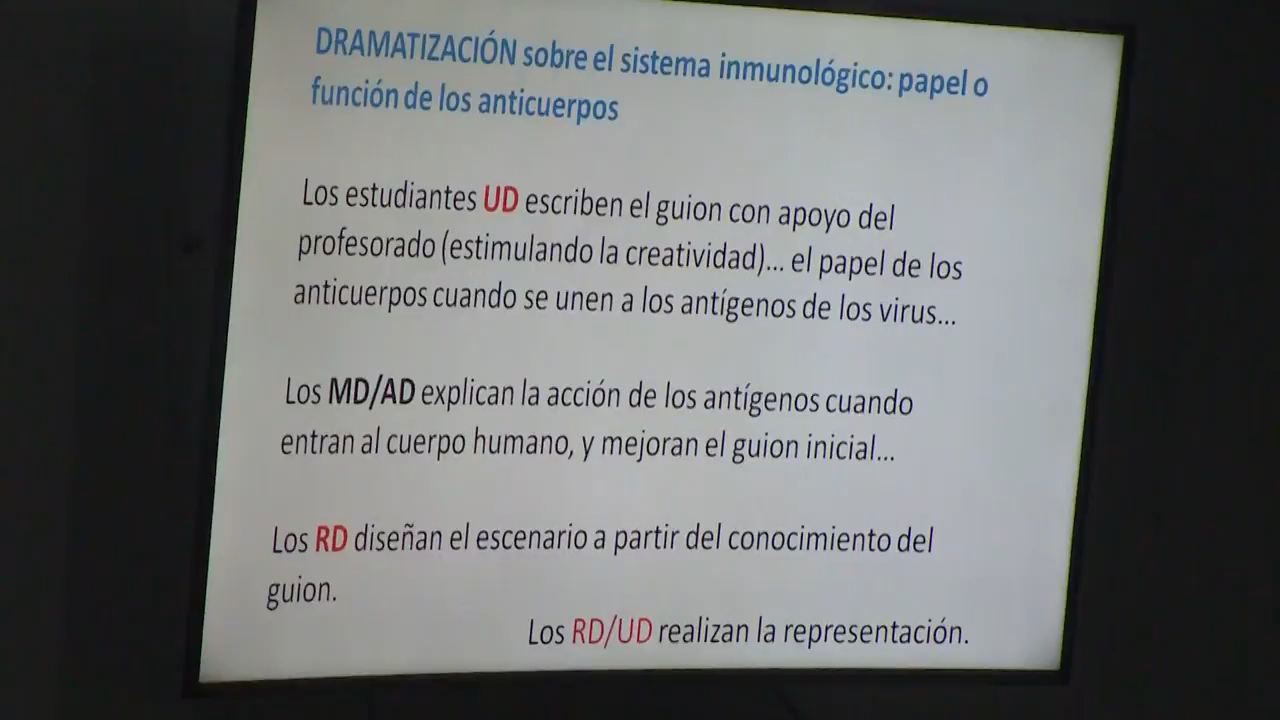 DRAMATIZACIÓN sobre el sistema inmunológico: papel o
función de los anticuerpos
Los estudiantes UD escriben el guion con apoyo del
profesorado (estimulando la creatividad)... el papel de los
anticuerpos cuando se unen a los antígenos de los virus...
Los MD/AD explican la acción de los antígenos cuando
entran al cuerpo humano, y mejoran el guion inicial...
Los RD diseñan el escenario a partir del conocimiento del
guion.
Los RD/UD realizan la representación.